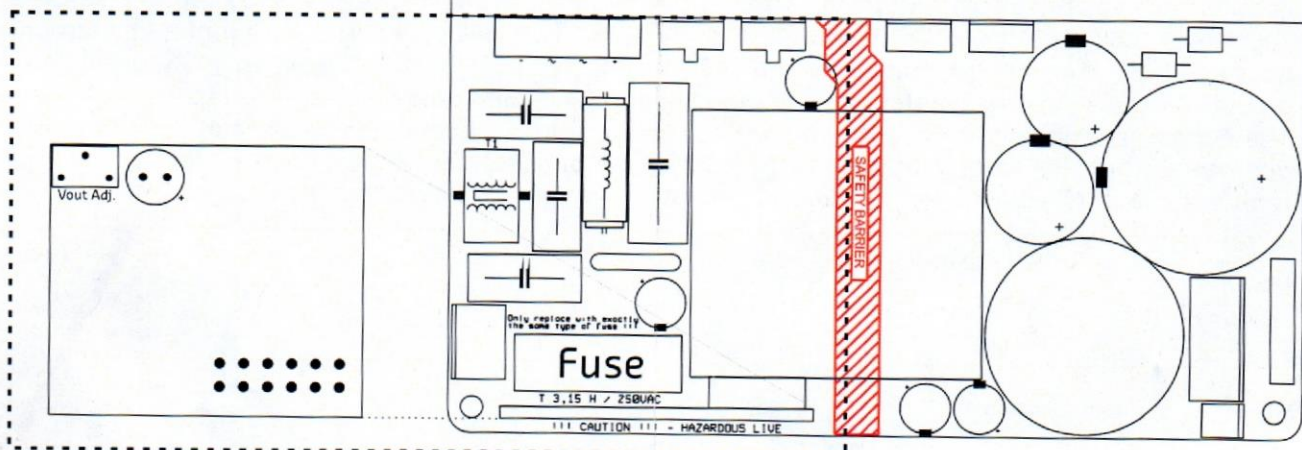 Vout Adj.
SAFETY BARRIER
Only replace with exactly
the same type of fuse !!!
Fuse
T 3,15 H / 250VAC
!!! CAUTION !!! - HAZARDOUS LIVE